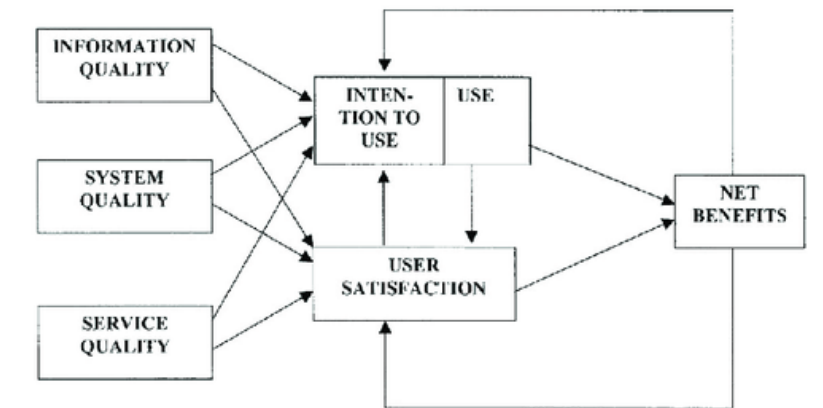 INFORMATION
QUALITY
INTEN-
TION TO
USE
USE
SYSTEM
QUALITY
NET
BENEFITS
USER
SATISFACTION
SERVICE
QUALITY